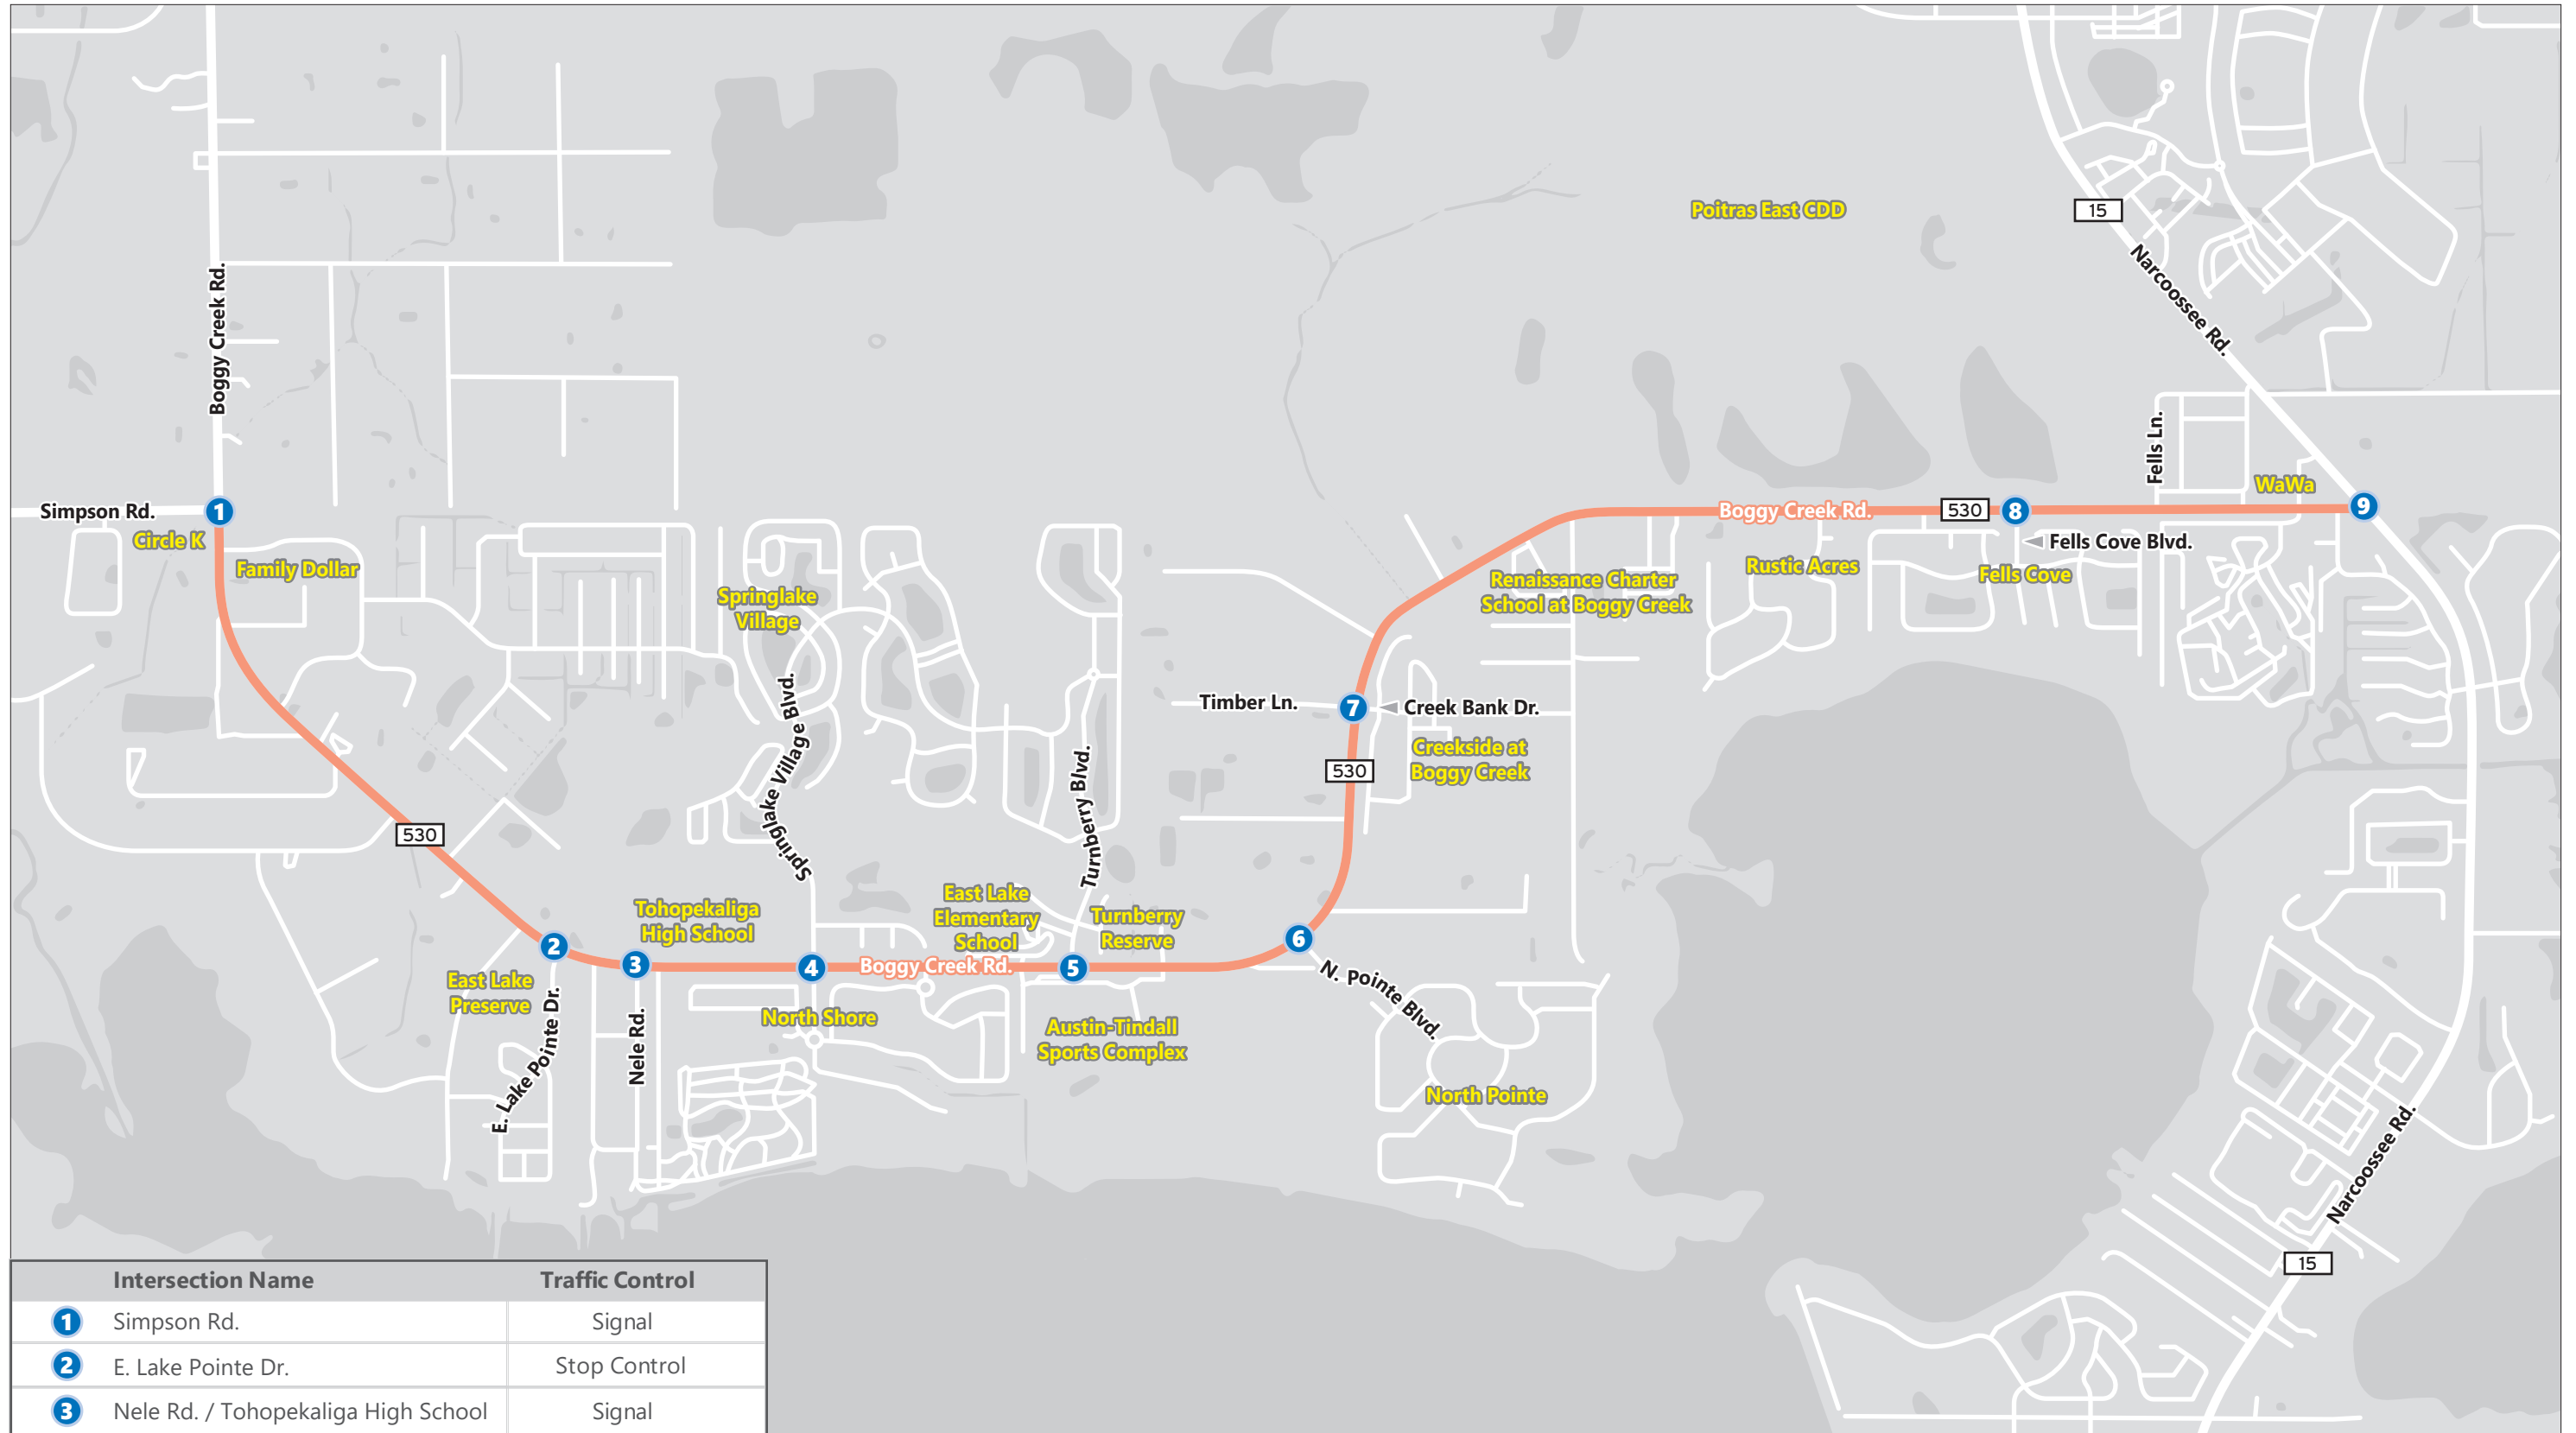 Poitras East CDD
15
Narcoossee Rd.
Boggy Creek Rd.
Fells Ln.
WaWa
Simpson Rd.
1
Circle K
Family Dollar
Boggy Creek Rd.
530
8
9
Fells Cove Blvd.
Rustic Acres
Fells Cove
Renaissance Charter
School at Boggy Creek
Springlake
Village
Springlake Village Blvd.
Timber Ln.
7
Creek Bank Dr.
Creekside at
Boggy Creek
530
Turnberry Blvd.
530
Tohopekaliga
High School
East Lake
Elementary
School
Turnberry
Reserve
2
3
4
Boggy Creek Rd.
5
6
N. Pointe Blvd.
East Lake
Preserve
E. Lake Pointe Dr.
Nele Rd.
North Shore
Austin-Tindall
Sports Complex
North Pointe
Narcoossee Rd.
15
Intersection Name Traffic Control
1 Simpson Rd. Signal
2 E. Lake Pointe Dr. Stop Control
3 Nele Rd. / Tohopekaliga High School Signal